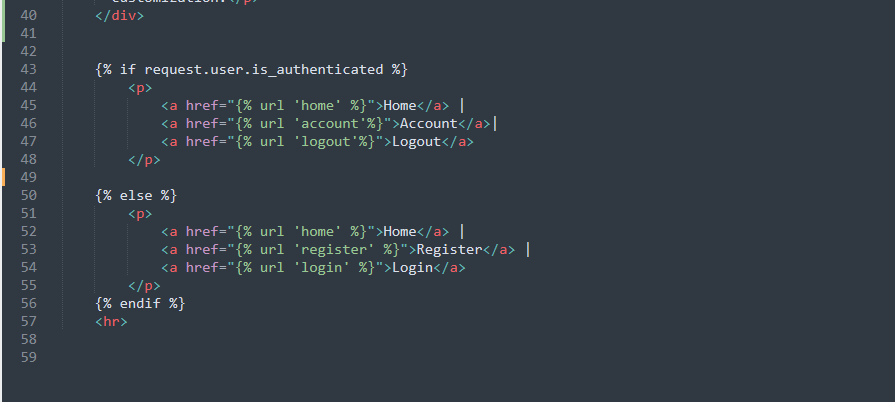 customization.</p>
40 </div>
41
42
43 {% if request.user.is_authenticated %}
44 <p>
45 <a href="{% url 'home' %}">Home</a> |
46 <a href="{% url 'account'%}">Account</a>|
47 <a href="{% url 'logout'%}">Logout</a>
48 </p>
49
50 {% else %}
51 <p>
52 <a href="{% url 'home' %}">Home</a> |
53 <a href="{% url 'register' %}">Register</a> |
54 <a href="{% url 'login' %}">Login</a>
55 </p>
56 {% endif %}
57 <hr>
58
59